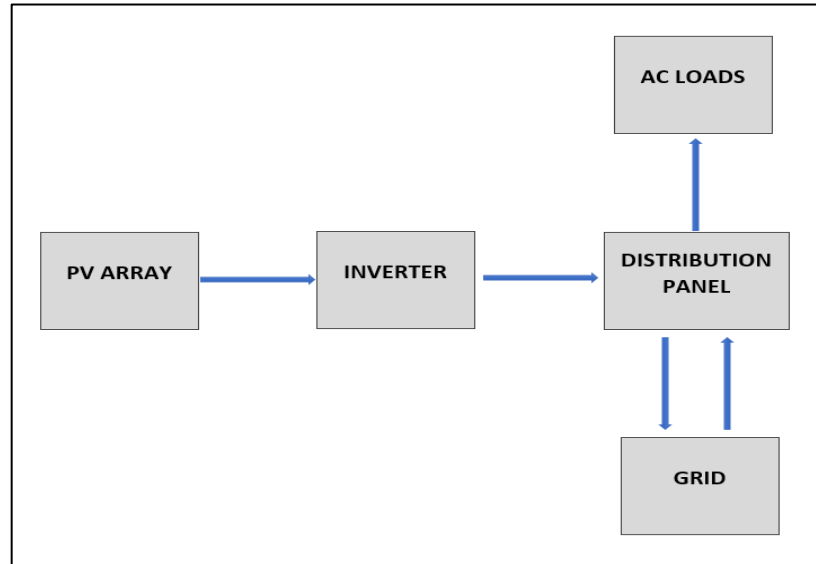 AC LOADS
PV ARRAY
INVERTER
DISTRIBUTION
PANEL
GRID